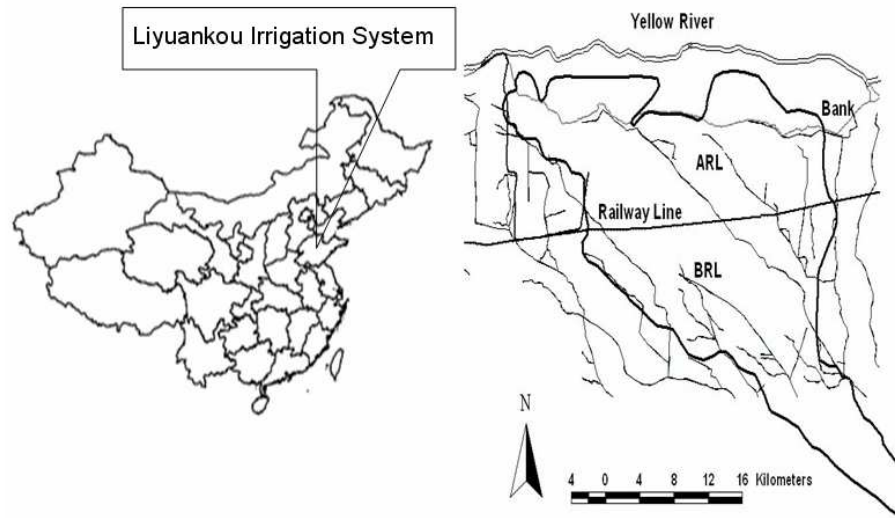 Liyuankou Irrigation System
Yellow River
Bank
ARL
Railway Line
BRL
N
4 0 4 8 12 16 Kilometers